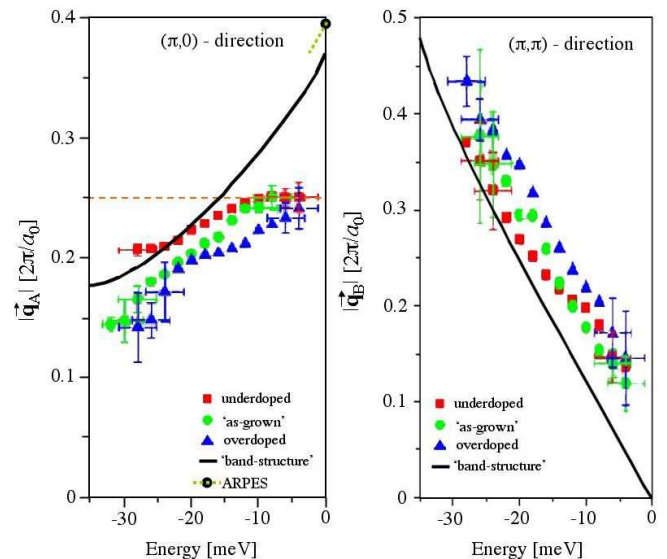 0.4
0.3
0.2
0.1
0
|q⃗A| [2π/a0]
(π,0) - direction
underdoped
'as-grown'
overdoped
'band-structure'
ARPES
-30 -20 -10 0
Energy [meV]
0.5
0.4
0.3
0.2
0.1
0
|q⃗B| [2π/a0]
(π,π) - direction
underdoped
'as-grown'
overdoped
'band-structure'
-30 -20 -10 0
Energy [meV]